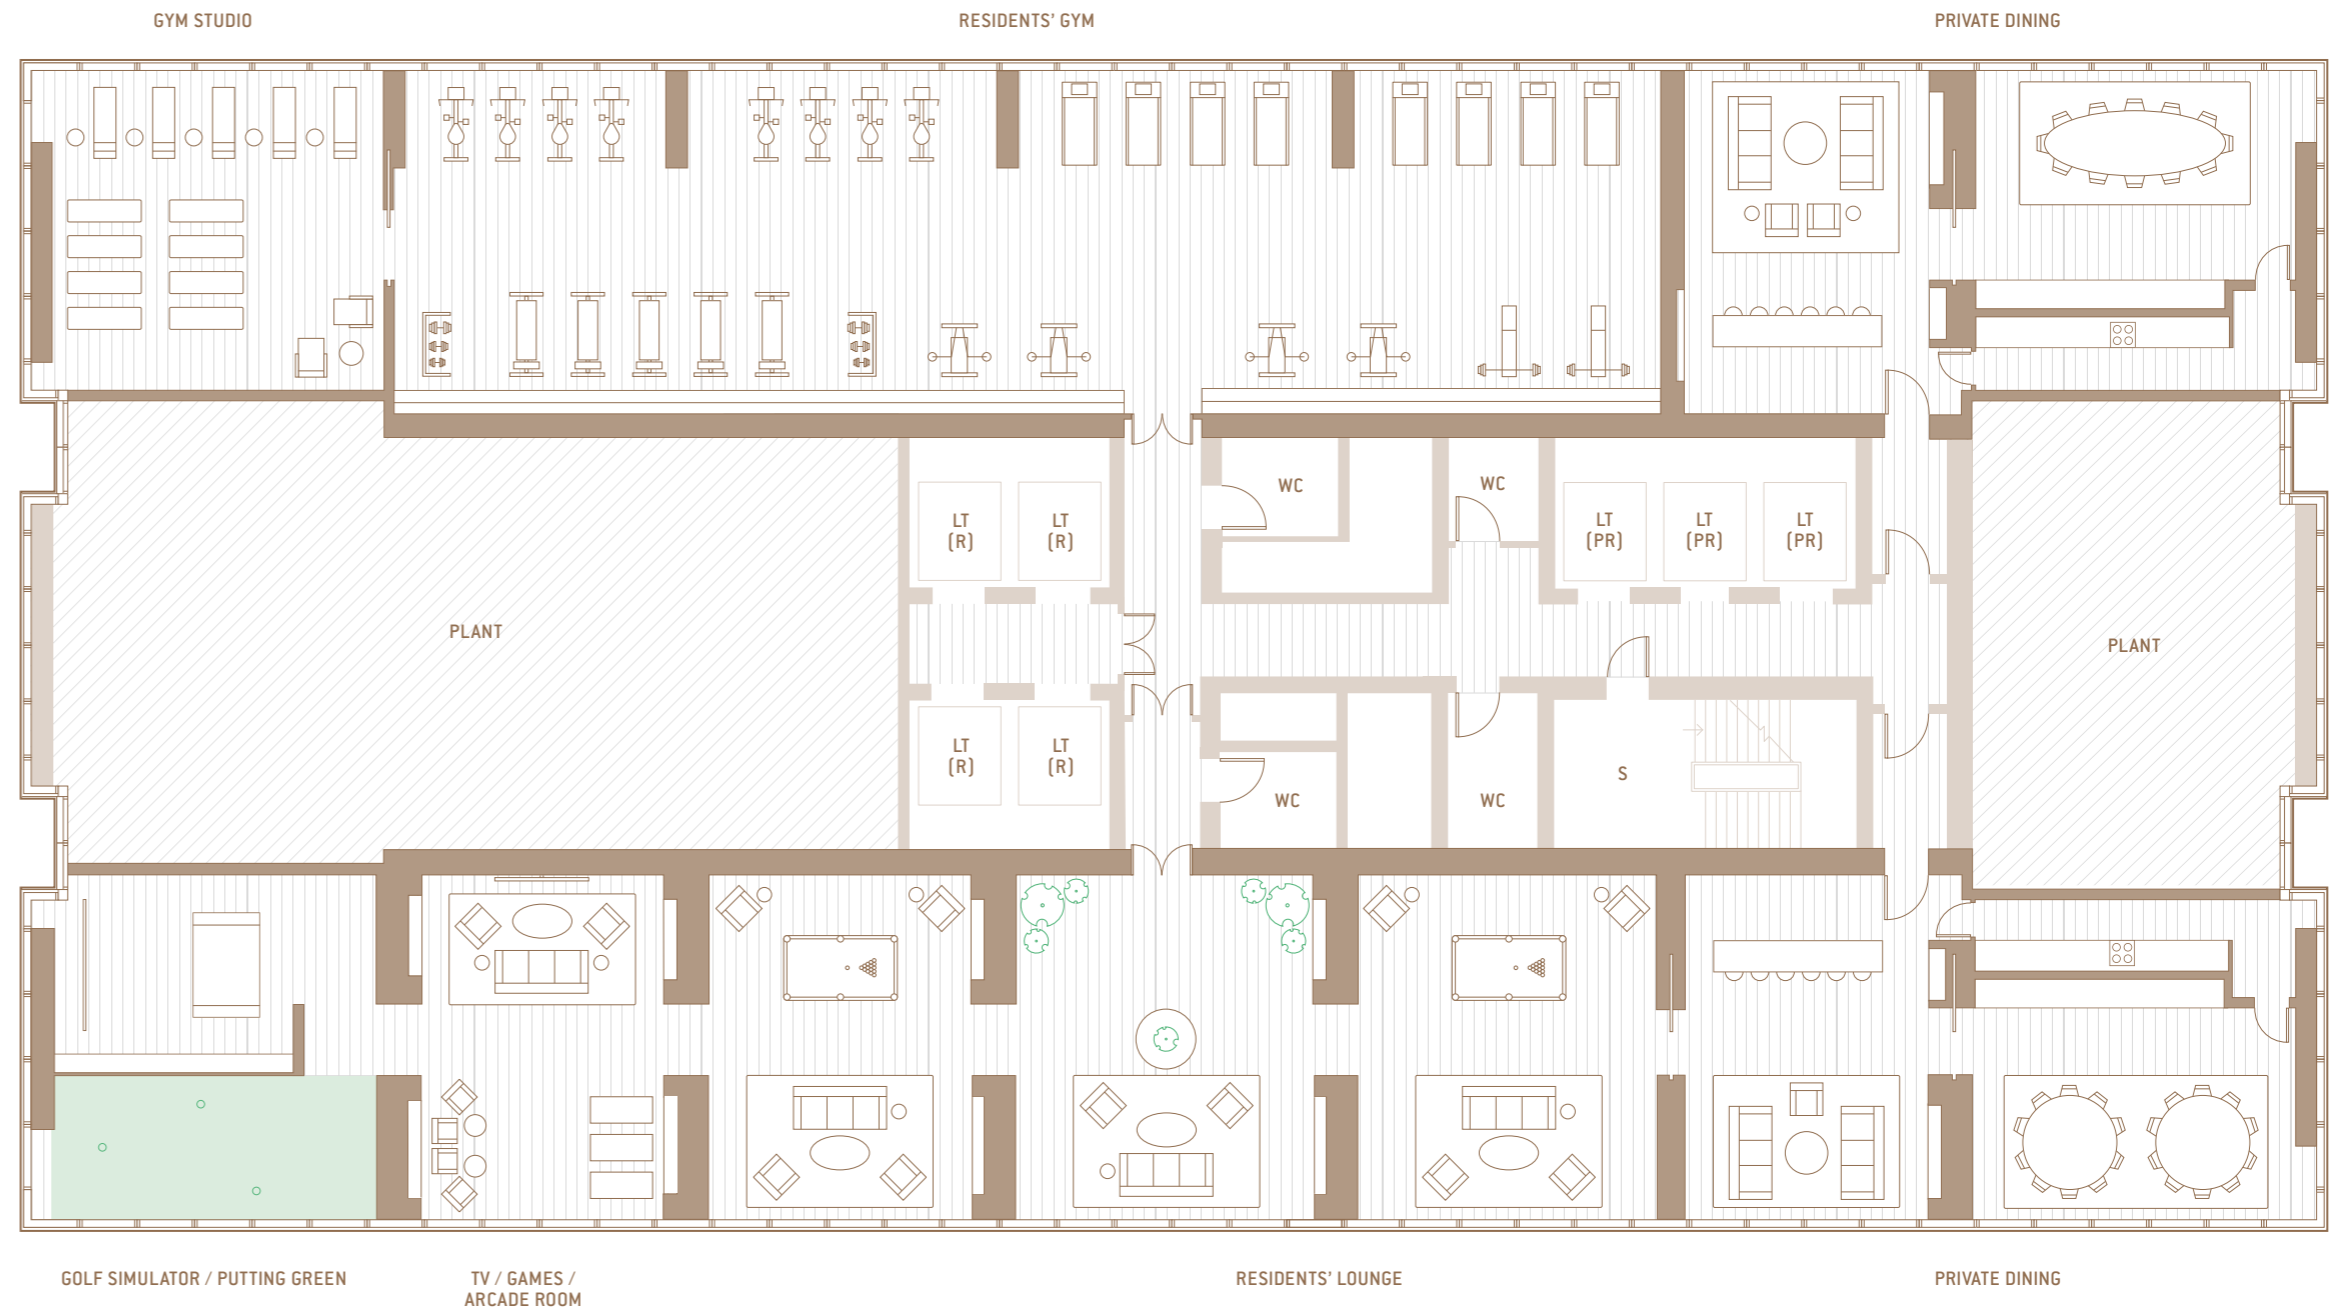 GYM STUDIO
RESIDENTS’ GYM
PRIVATE DINING
WC
WC
LT
(R)
LT
(R)
LT
(PR)
LT
(PR)
LT
(PR)
PLANT
PLANT
LT
(R)
LT
(R)
S
WC
WC
GOLF SIMULATOR / PUTTING GREEN
TV / GAMES /
ARCADE ROOM
RESIDENTS’ LOUNGE
PRIVATE DINING